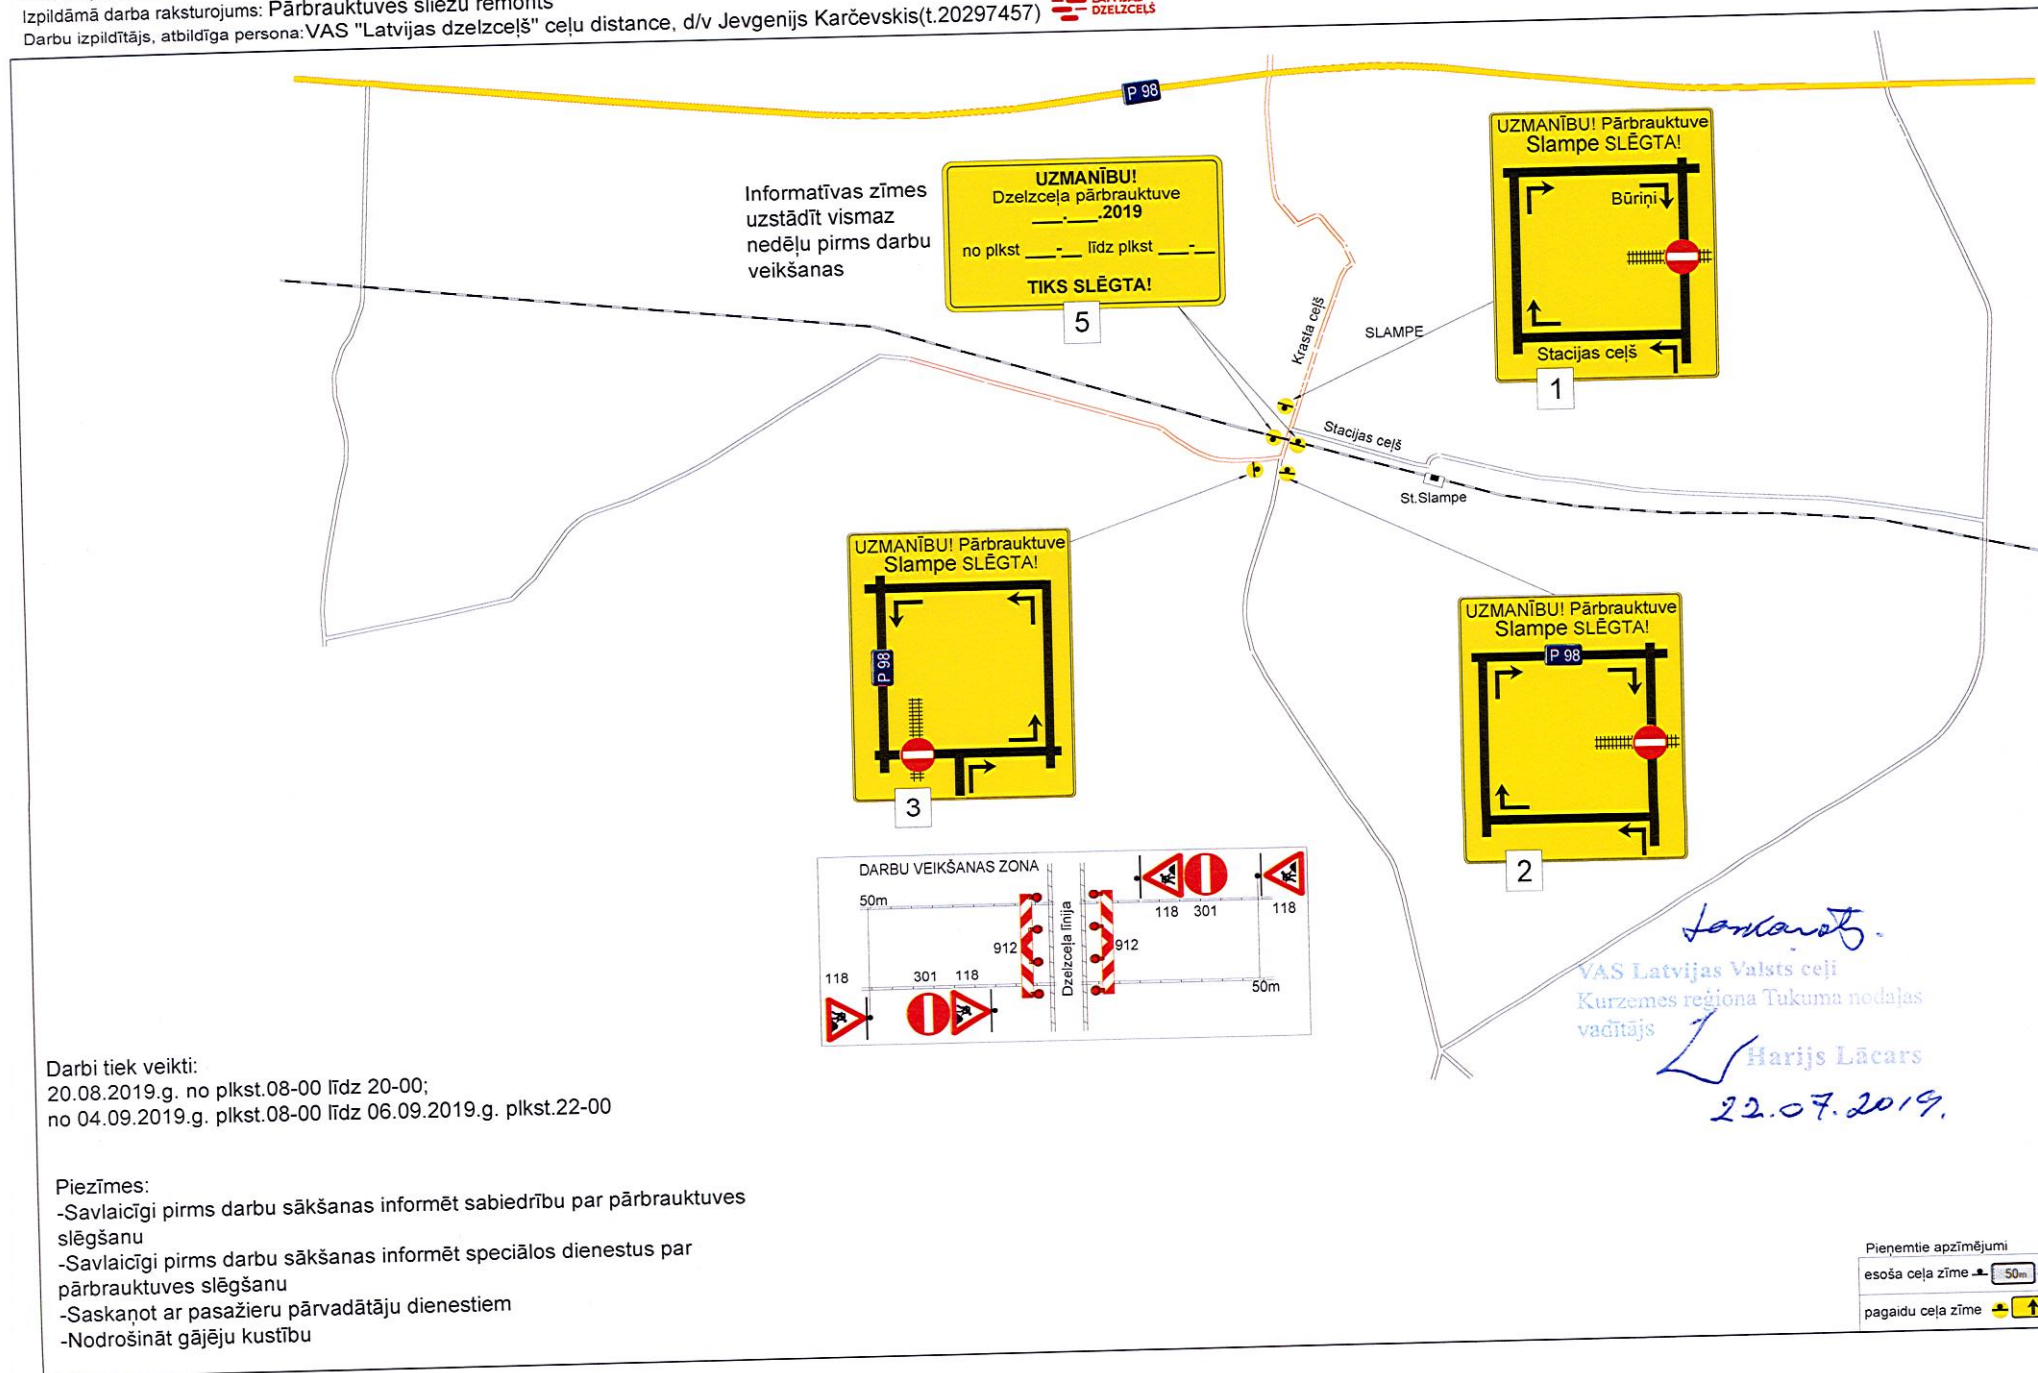 Izpildāmā darba raksturojums: Pārbrauktuves sliežu remonts
Darbu izpildītājs, atbildīga persona: VAS "Latvijas dzelzceļš" ceļu distance, d/v Jevgenijs Karčevskis(t.20297457)
DZELZCEĻŠ
P 98
Informatīvas zīmes
uzstādīt vismaz
nedēļu pirms darbu
veikšanas
UZMANĪBU!
Dzelzceļa pārbrauktuve
___.___.2019
no plkst ___-__ līdz plkst ___-__
TIKS SLĒGTA!
5
UZMANĪBU! Pārbrauktuve
Slampe SLĒGTA!
Būriņi
Stacijas ceļš
1
Krasta ceļš
SLAMPE
Stacijas ceļš
St.Slampe
UZMANĪBU! Pārbrauktuve
Slampe SLĒGTA!
P 98
3
UZMANĪBU! Pārbrauktuve
Slampe SLĒGTA!
P 98
2
DARBU VEIKŠANAS ZONA
50m
118 301 118
912
Dzelzceļa līnija
912
118 301 118
50m
VAS Latvijas Valsts ceļi
Kurzemes reģiona Tukuma nodaļas
vadītājs
Harijs Lācars
22.07.2019.
Darbi tiek veikti:
20.08.2019.g. no plkst.08-00 līdz 20-00;
no 04.09.2019.g. plkst.08-00 līdz 06.09.2019.g. plkst.22-00
Piezīmes:
-Savlaicīgi pirms darbu sākšanas informēt sabiedrību par pārbrauktuves
slēgšanu
-Savlaicīgi pirms darbu sākšanas informēt speciālos dienestus par
pārbrauktuves slēgšanu
-Saskaņot ar pasažieru pārvadātāju dienestiem
-Nodrošināt gājēju kustību
Pieņemtie apzīmējumi
esoša ceļa zīme 50m
pagaidu ceļa zīme